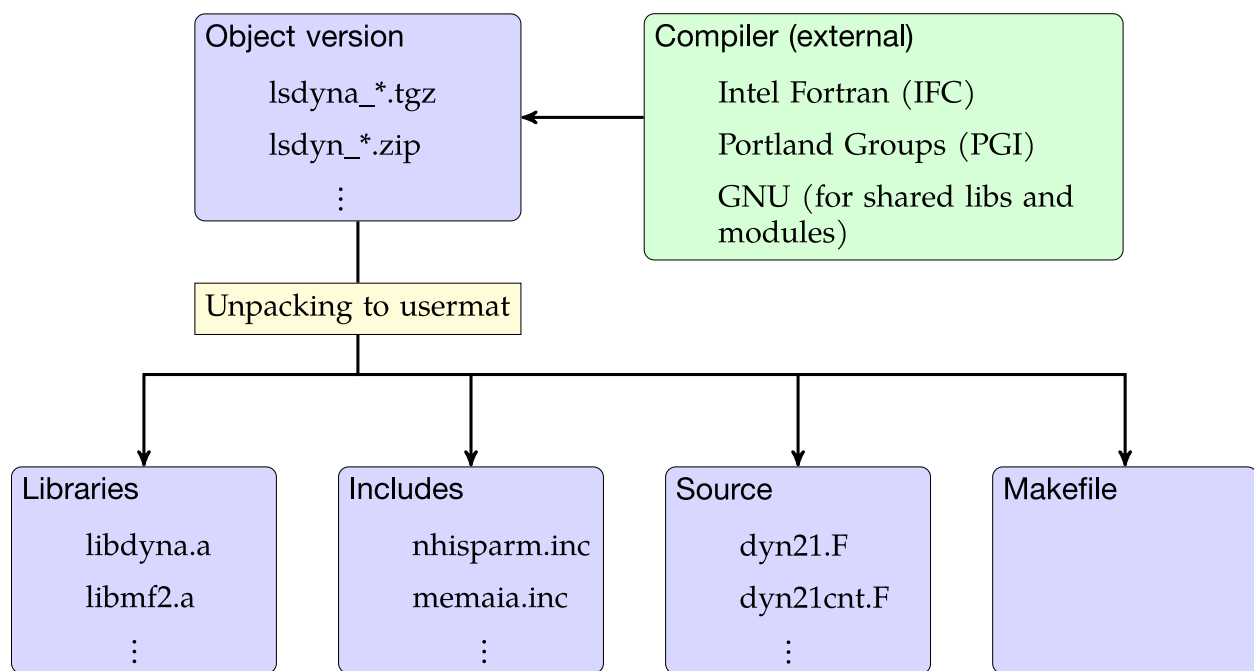 Object version
lsdyna_*.tgz
lsdyn_*.zip
⋮
Compiler (external)
Intel Fortran (IFC)
Portland Groups (PGI)
GNU (for shared libs and
modules)
Unpacking to usermat
Libraries
libdyna.a
libmf2.a
⋮
Includes
nhisparm.inc
memaia.inc
⋮
Source
dyn21.F
dyn21cnt.F
⋮
Makefile